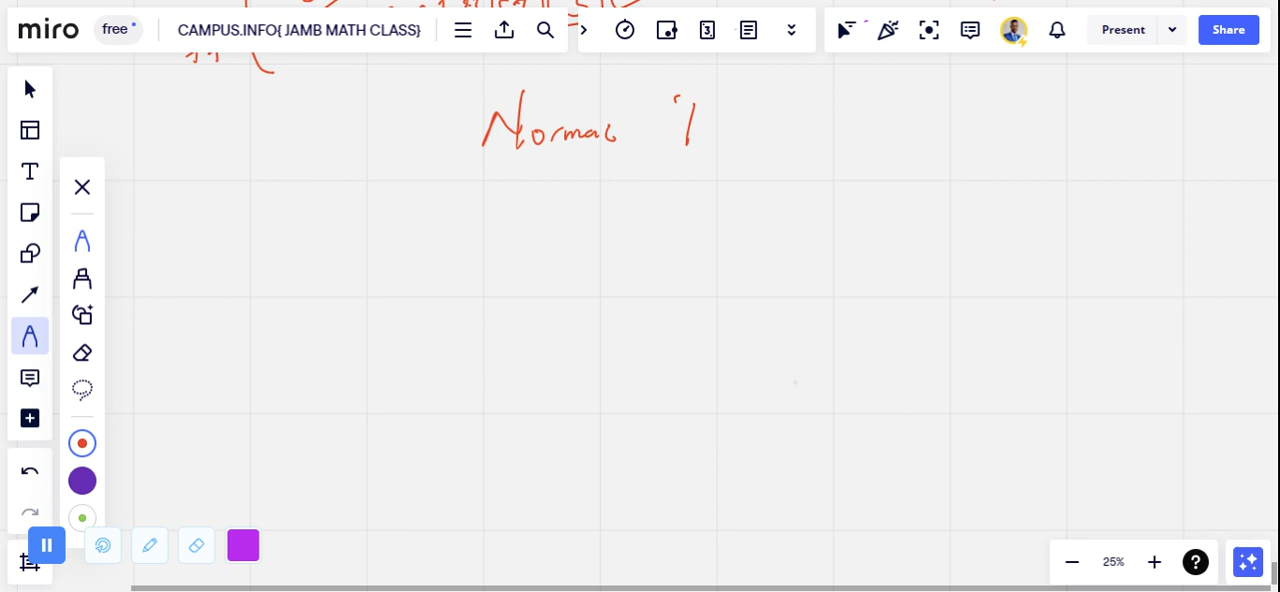 miro free CAMPUS.INFO{ JAMB MATH CLASS} Present Share
Normal %
25%